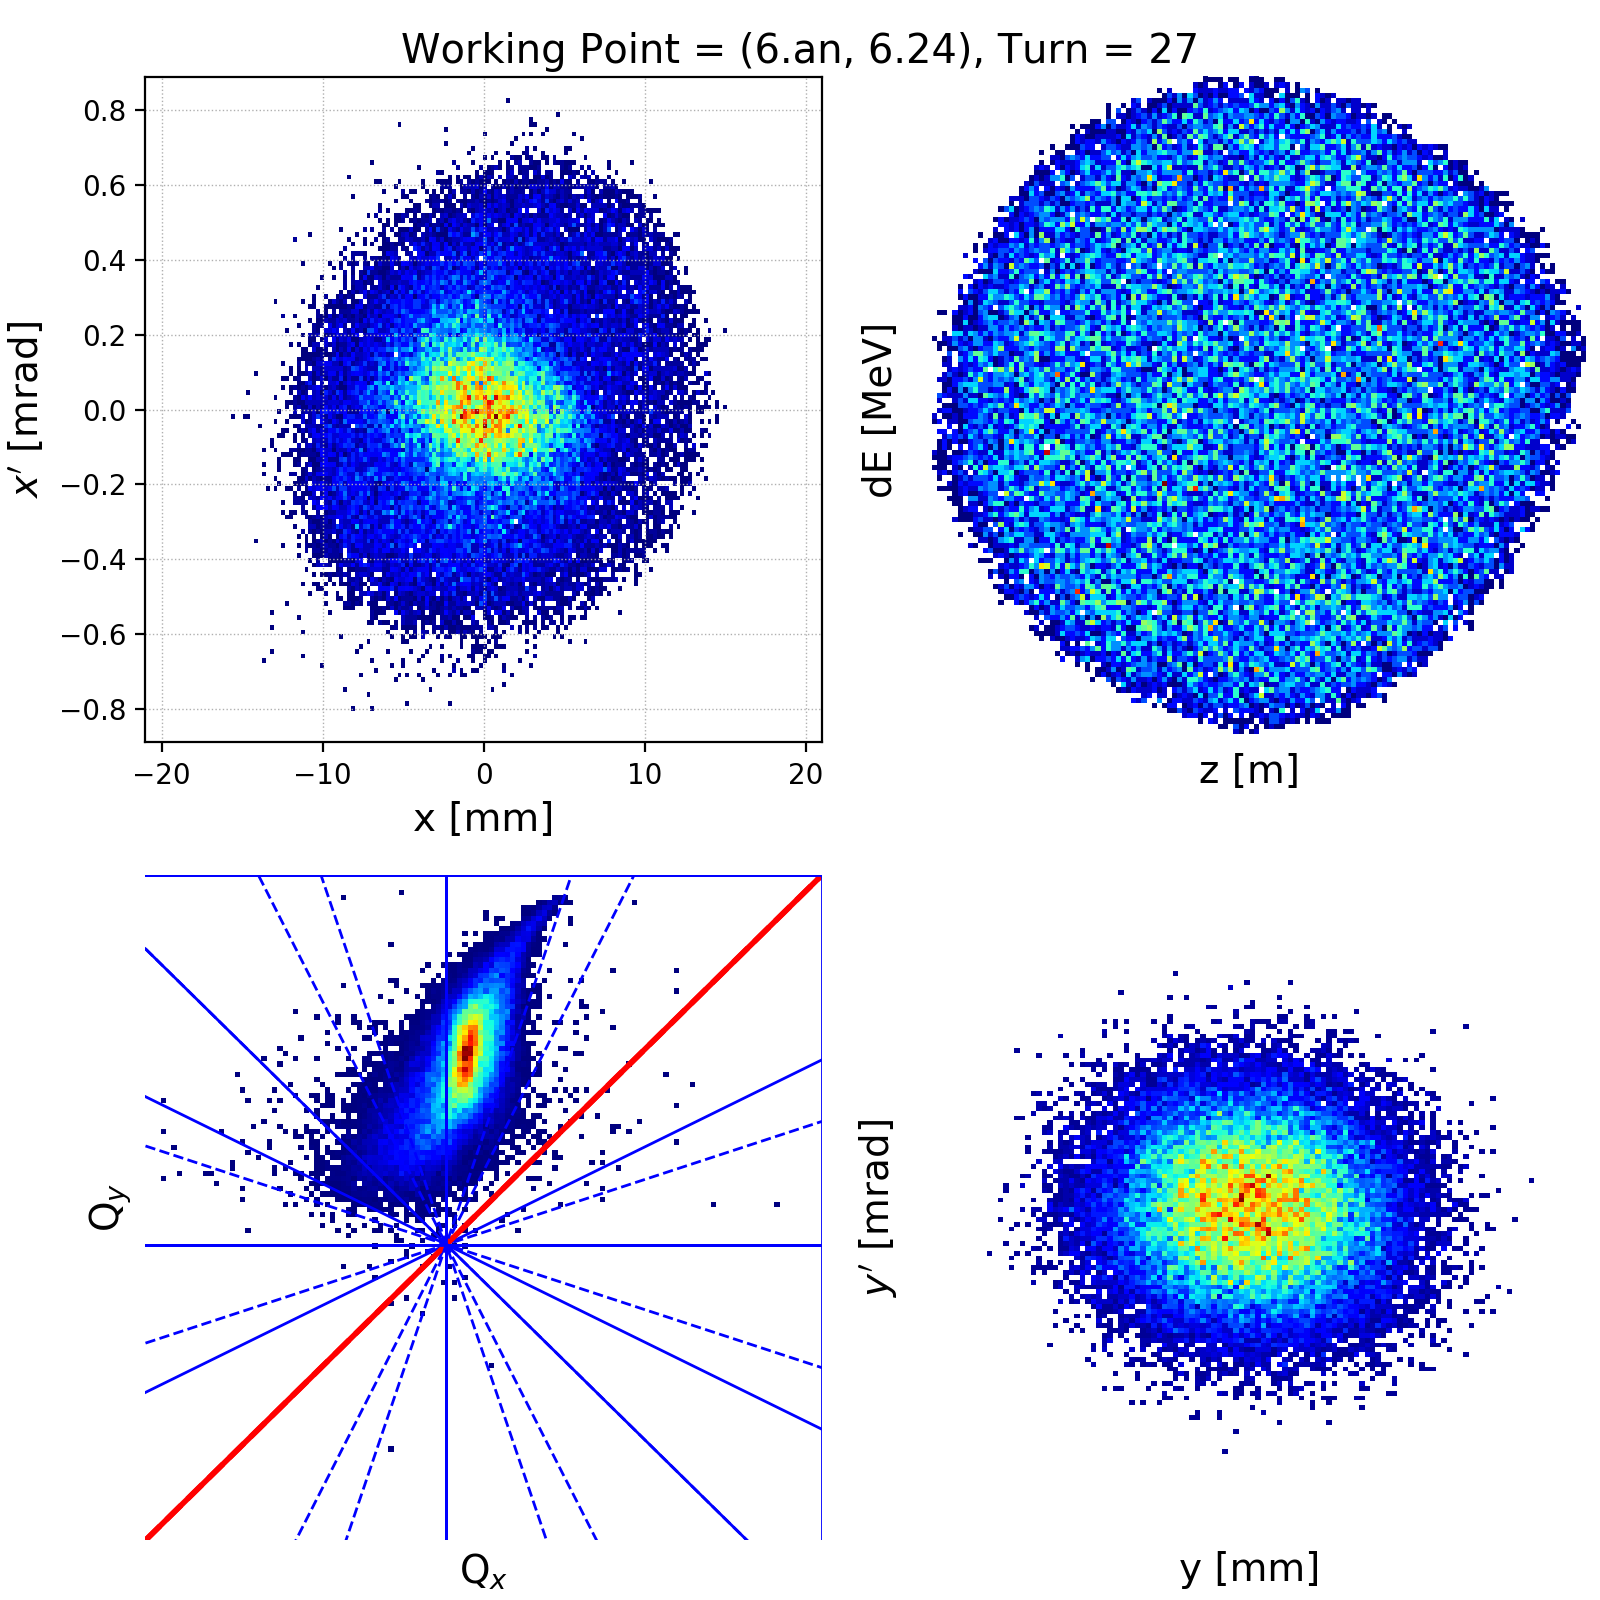 Working Point = (6.an, 6.24), Turn = 27
0.8
0.6
0.4
0.2
0.0
−0.2
−0.4
−0.6
−0.8
x′ [mrad]
−20 −10 0 10 20
x [mm]
dE [MeV]
z [m]
Qy
Qx
y′ [mrad]
y [mm]